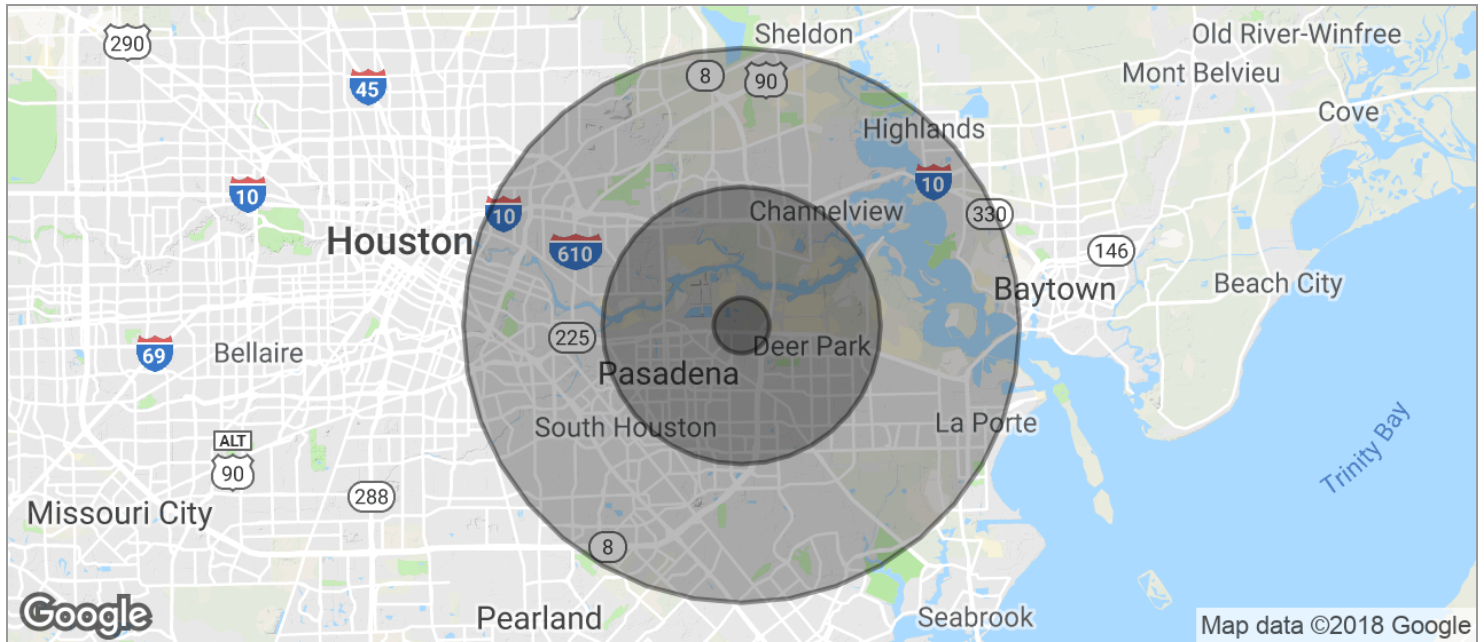 Sheldon
Old River-Winfree
290
8
90
Mont Belvieu
45
Cove
Highlands
10
10
330
10
Channelview
Houston
610
146
Baytown
Beach City
225
Deer Park
69
Bellaire
Pasadena
South Houston
La Porte
ALT
90
288
Trinity Bay
Missouri City
8
Google
Pearland
Seabrook
Map data ©2018 Google